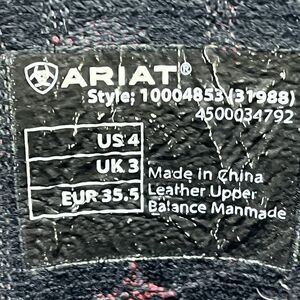 ARIAT®
Style; 10004853 (31988)
4500034792
US 4
UK 3
EUR 35.5
Made in China
Leather Upper
Balance Manmade